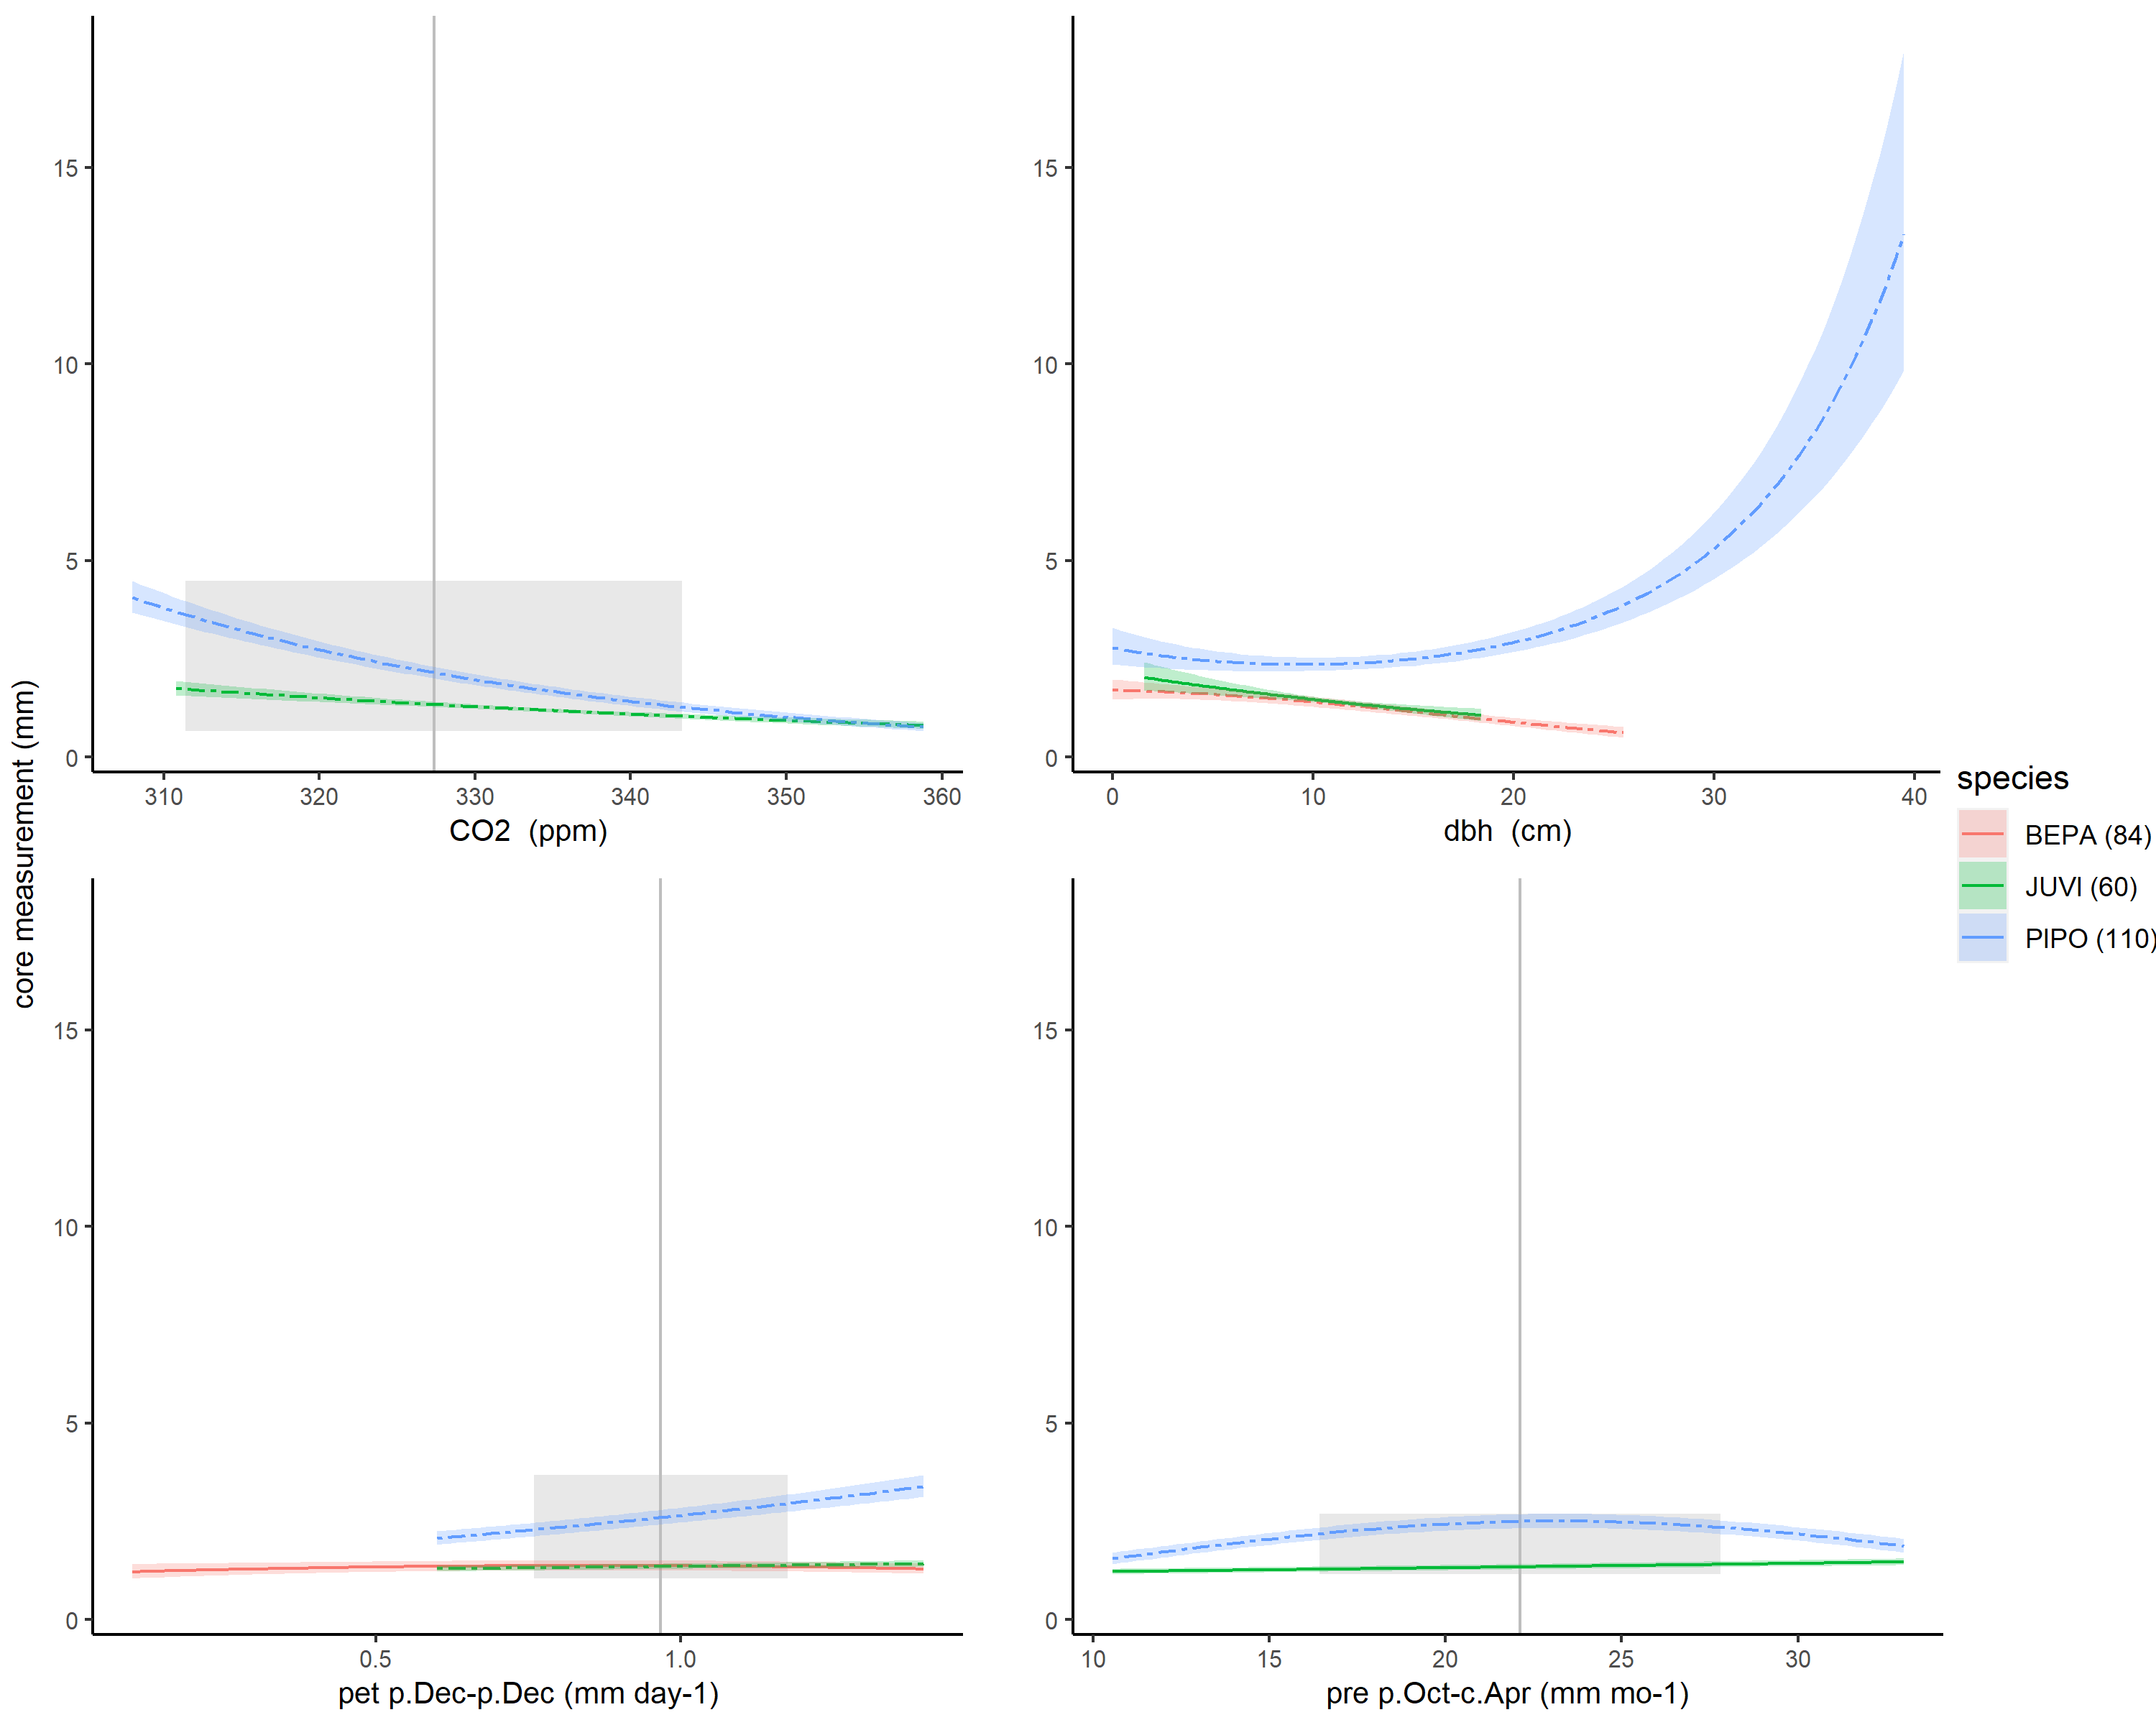 core measurement (mm)
15
10
5
0
310 320 330 340 350 360
CO2 (ppm)
15
10
5
0
0 10 20 30 40
dbh (cm)
15
10
5
0
0.5 1.0
pet p.Dec-p.Dec (mm day-1)
15
10
5
0
10 15 20 25 30
pre p.Oct-c.Apr (mm mo-1)
species
BEPA (84)
JUVI (60)
PIPO (110)